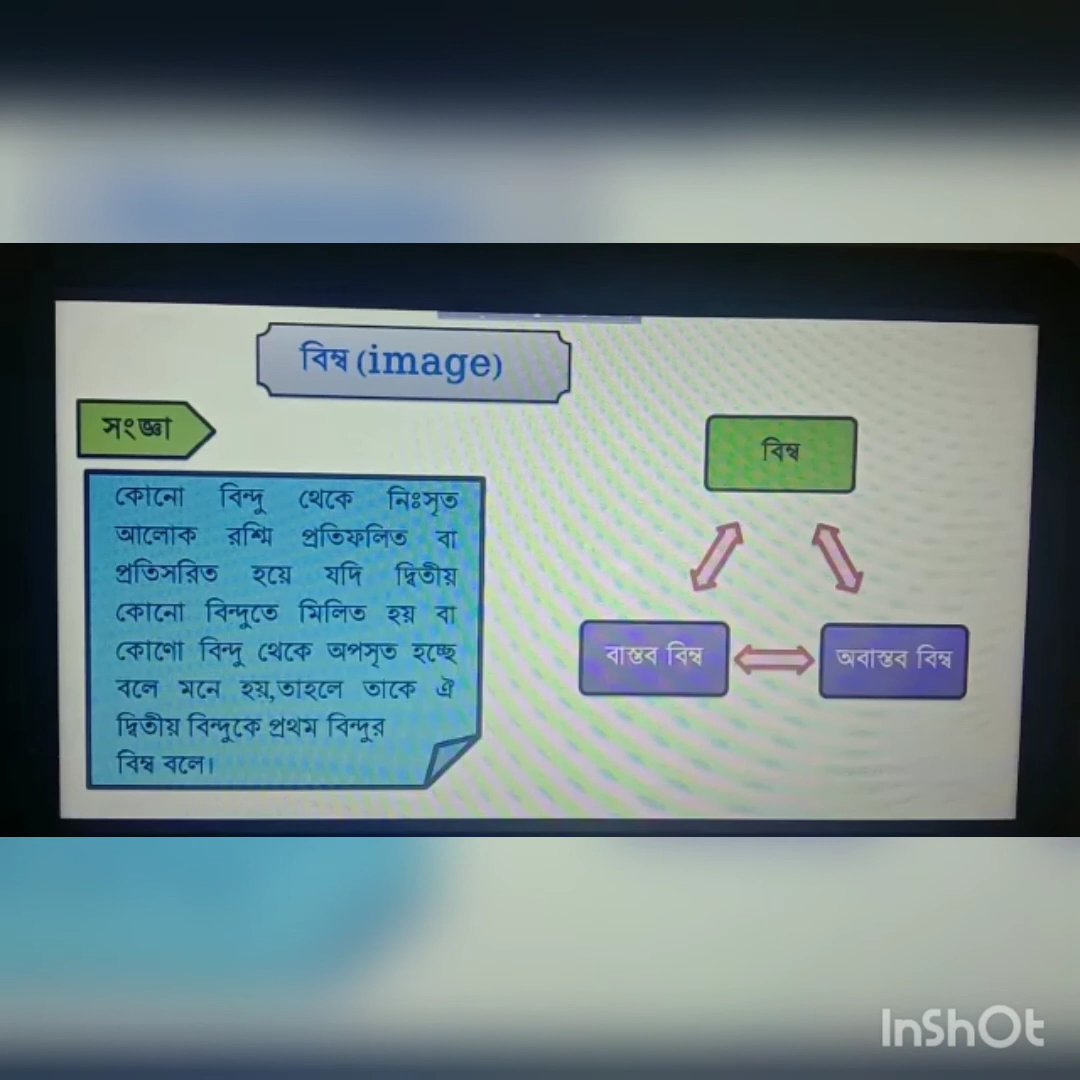 বিম্ব (image)
সংজ্ঞা
কোনো বিন্দু থেকে নিঃসৃত
আলোক রশ্মি প্রতিফলিত বা
প্রতিসরিত হয়ে যদি দ্বিতীয়
কোনো বিন্দুতে মিলিত হয় বা
কোণো বিন্দু থেকে অপসৃত হচ্ছে
বলে মনে হয়,তাহলে তাকে ঐ
দ্বিতীয় বিন্দুকে প্রথম বিন্দুর
বিম্ব বলে।
বিম্ব
বাস্তব বিম্ব
অবাস্তব বিম্ব
InShOt